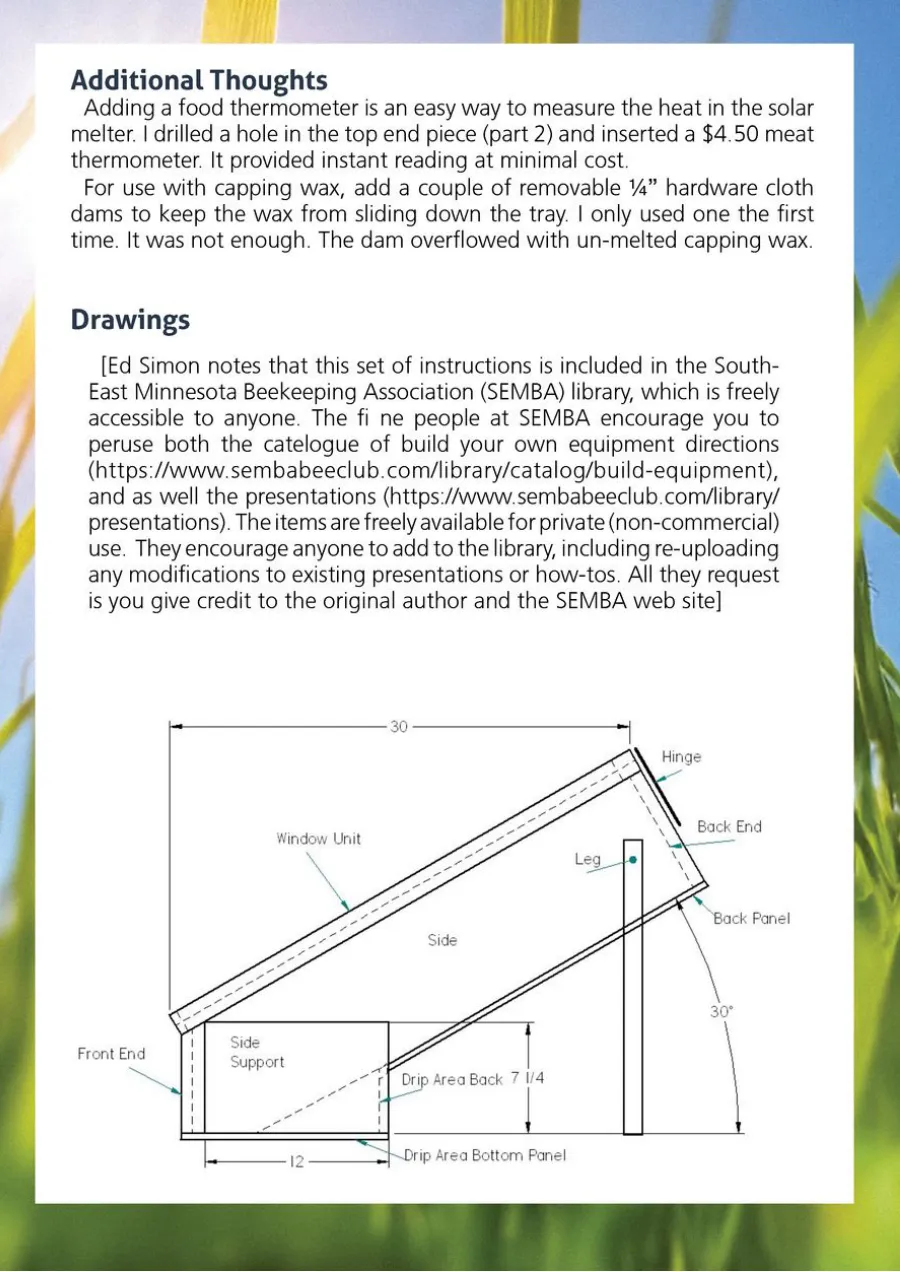 Additional Thoughts
Adding a food thermometer is an easy way to measure the heat in the solar
melter. I drilled a hole in the top end piece (part 2) and inserted a $4.50 meat
thermometer. It provided instant reading at minimal cost.
For use with capping wax, add a couple of removable ¼” hardware cloth
dams to keep the wax from sliding down the tray. I only used one the first
time. It was not enough. The dam overflowed with un-melted capping wax.
Drawings
[Ed Simon notes that this set of instructions is included in the South-
East Minnesota Beekeeping Association (SEMBA) library, which is freely
accessible to anyone. The fi ne people at SEMBA encourage you to
peruse both the catelogue of build your own equipment directions
(https://www.sembabeeclub.com/library/catalog/build-equipment),
and as well the presentations (https://www.sembabeeclub.com/library/
presentations). The items are freely available for private (non-commercial)
use. They encourage anyone to add to the library, including re-uploading
any modifications to existing presentations or how-tos. All they request
is you give credit to the original author and the SEMBA web site]
30
Hinge
Window Unit
Back End
Leg
Back Panel
Side
30°
Side
Support
Front End
Drip Area Back
7 1/4
Drip Area Bottom Panel
12